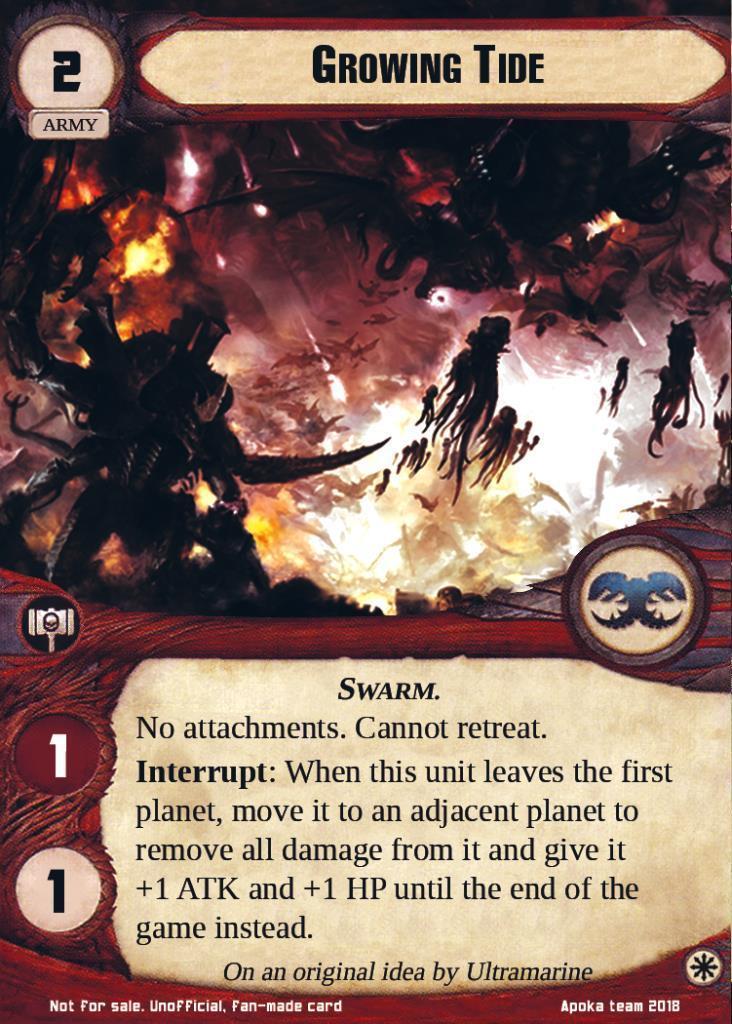 2
GROWING TIDE
ARMY
SWARM.
No attachments. Cannot retreat.
1
Interrupt: When this unit leaves the first
planet, move it to an adjacent planet to
remove all damage from it and give it
1
+1 ATK and +1 HP until the end of the
game instead.
On an original idea by Ultramarine
Not for sale. Unofficial, fan-made card
Apoka team 2018